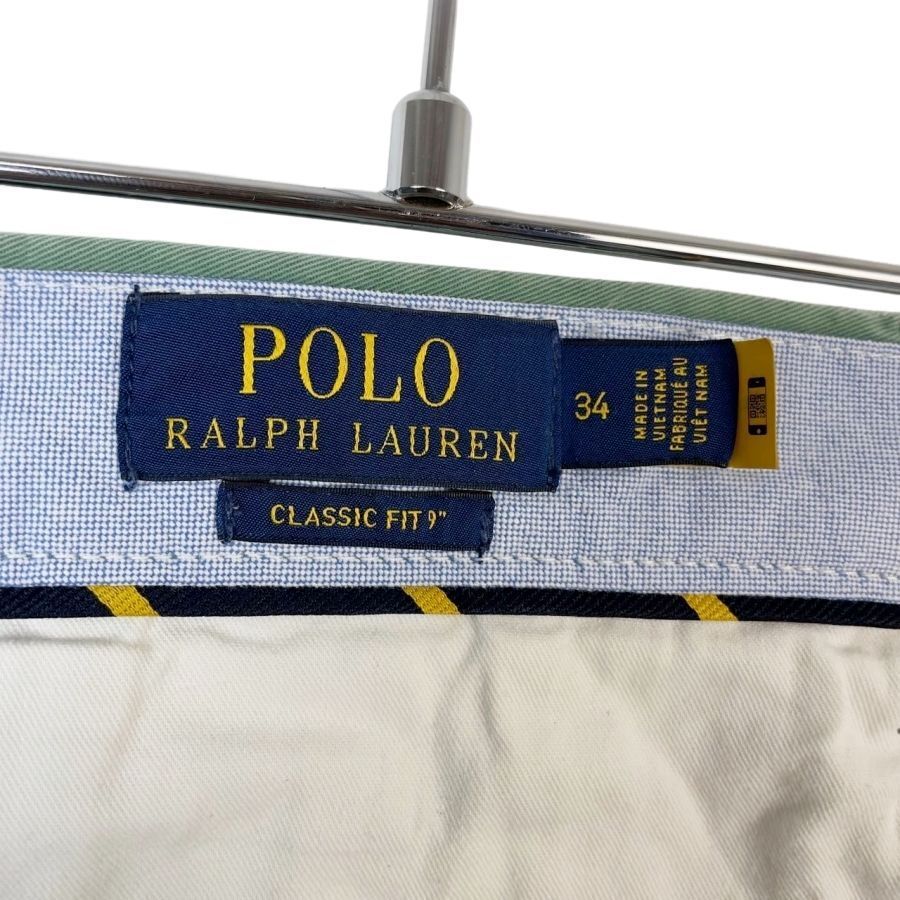 POLO
RALPH LAUREN
CLASSIC FIT 9"
34
MADE IN
VIETNAM
FABRIQUÉ AU
VIÊT NAM